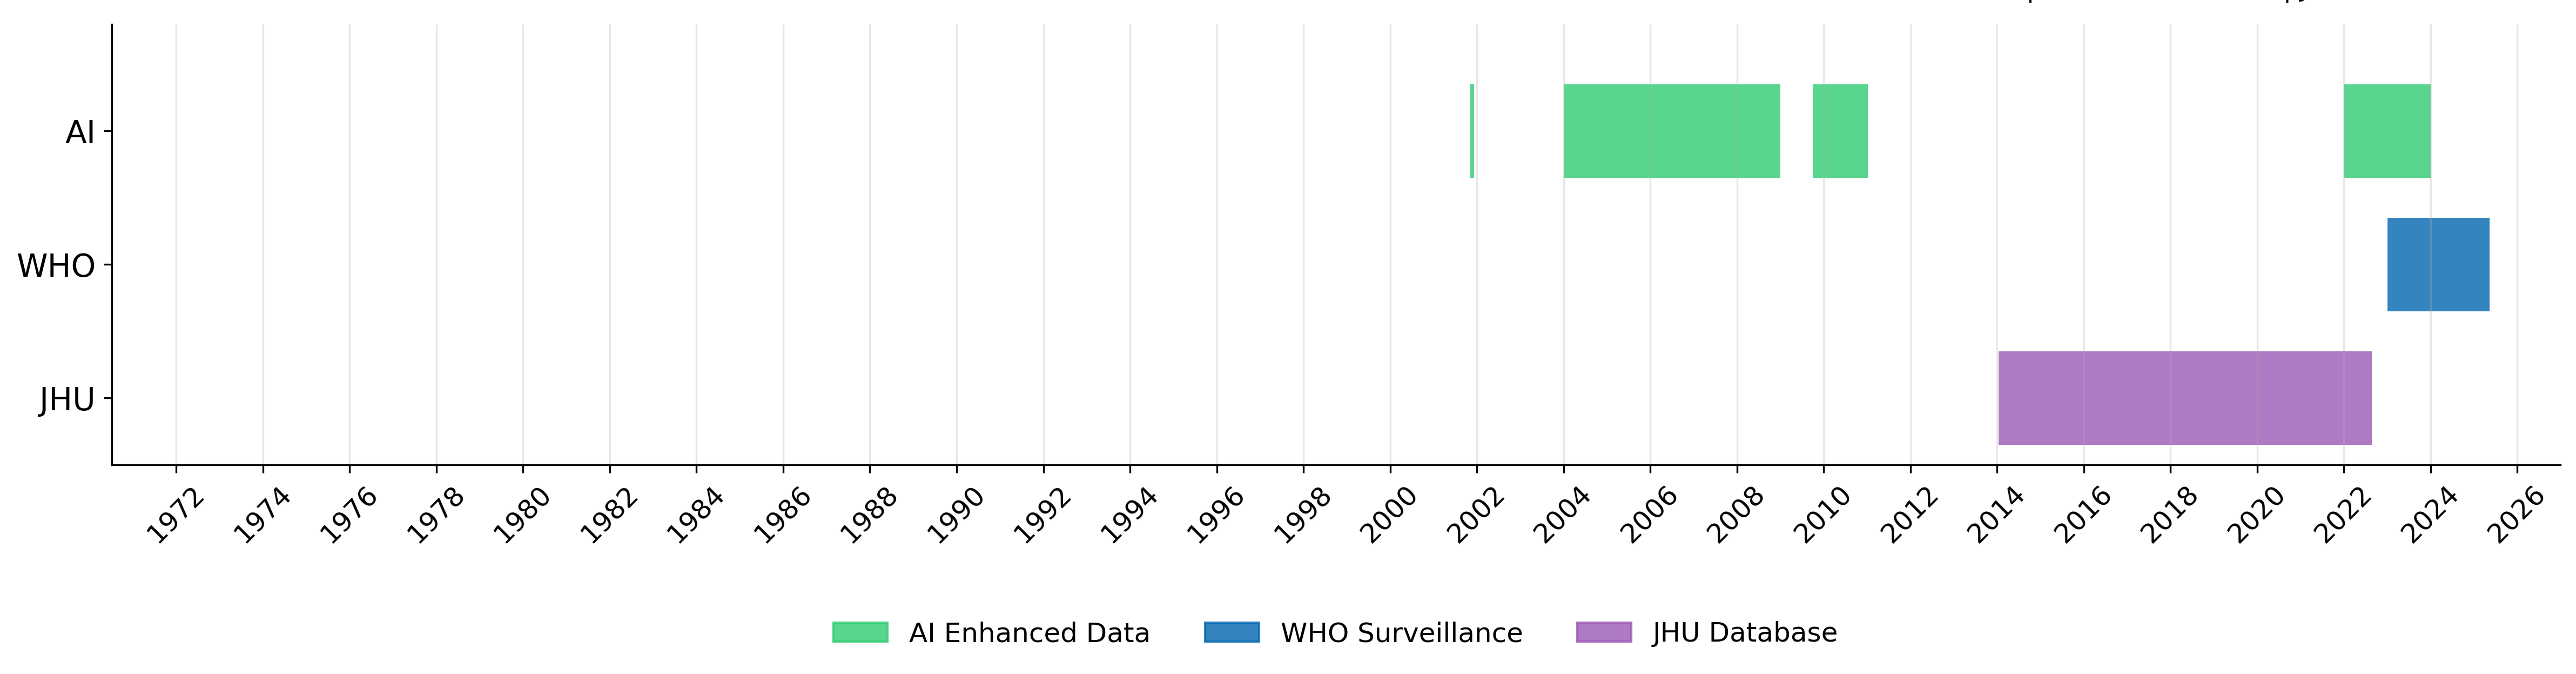 AI
WHO
JHU
1972 1974 1976 1978 1980 1982 1984 1986 1988 1990 1992 1994 1996 1998 2000 2002 2004 2006 2008 2010 2012 2014 2016 2018 2020 2022 2024 2026
AI Enhanced Data WHO Surveillance JHU Database